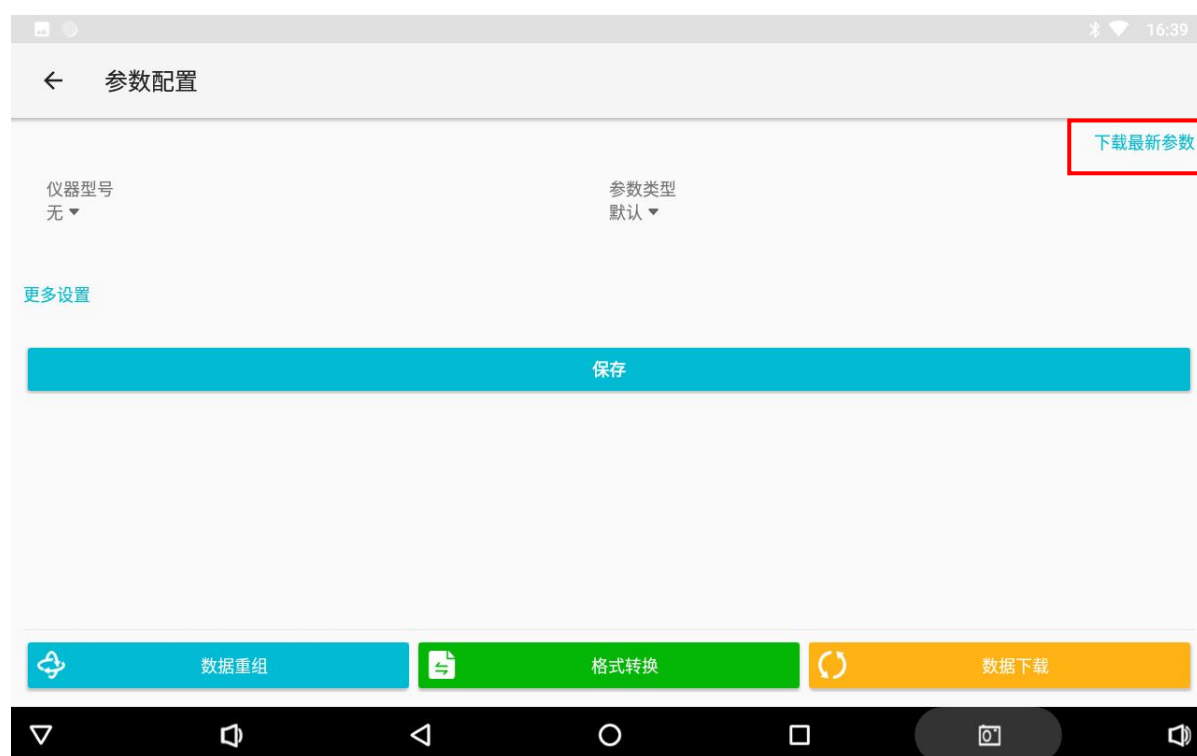 16:39
参数配置
下载最新参数
仪器型号
无
参数类型
默认
更多设置
保存
数据重组
格式转换
数据下载